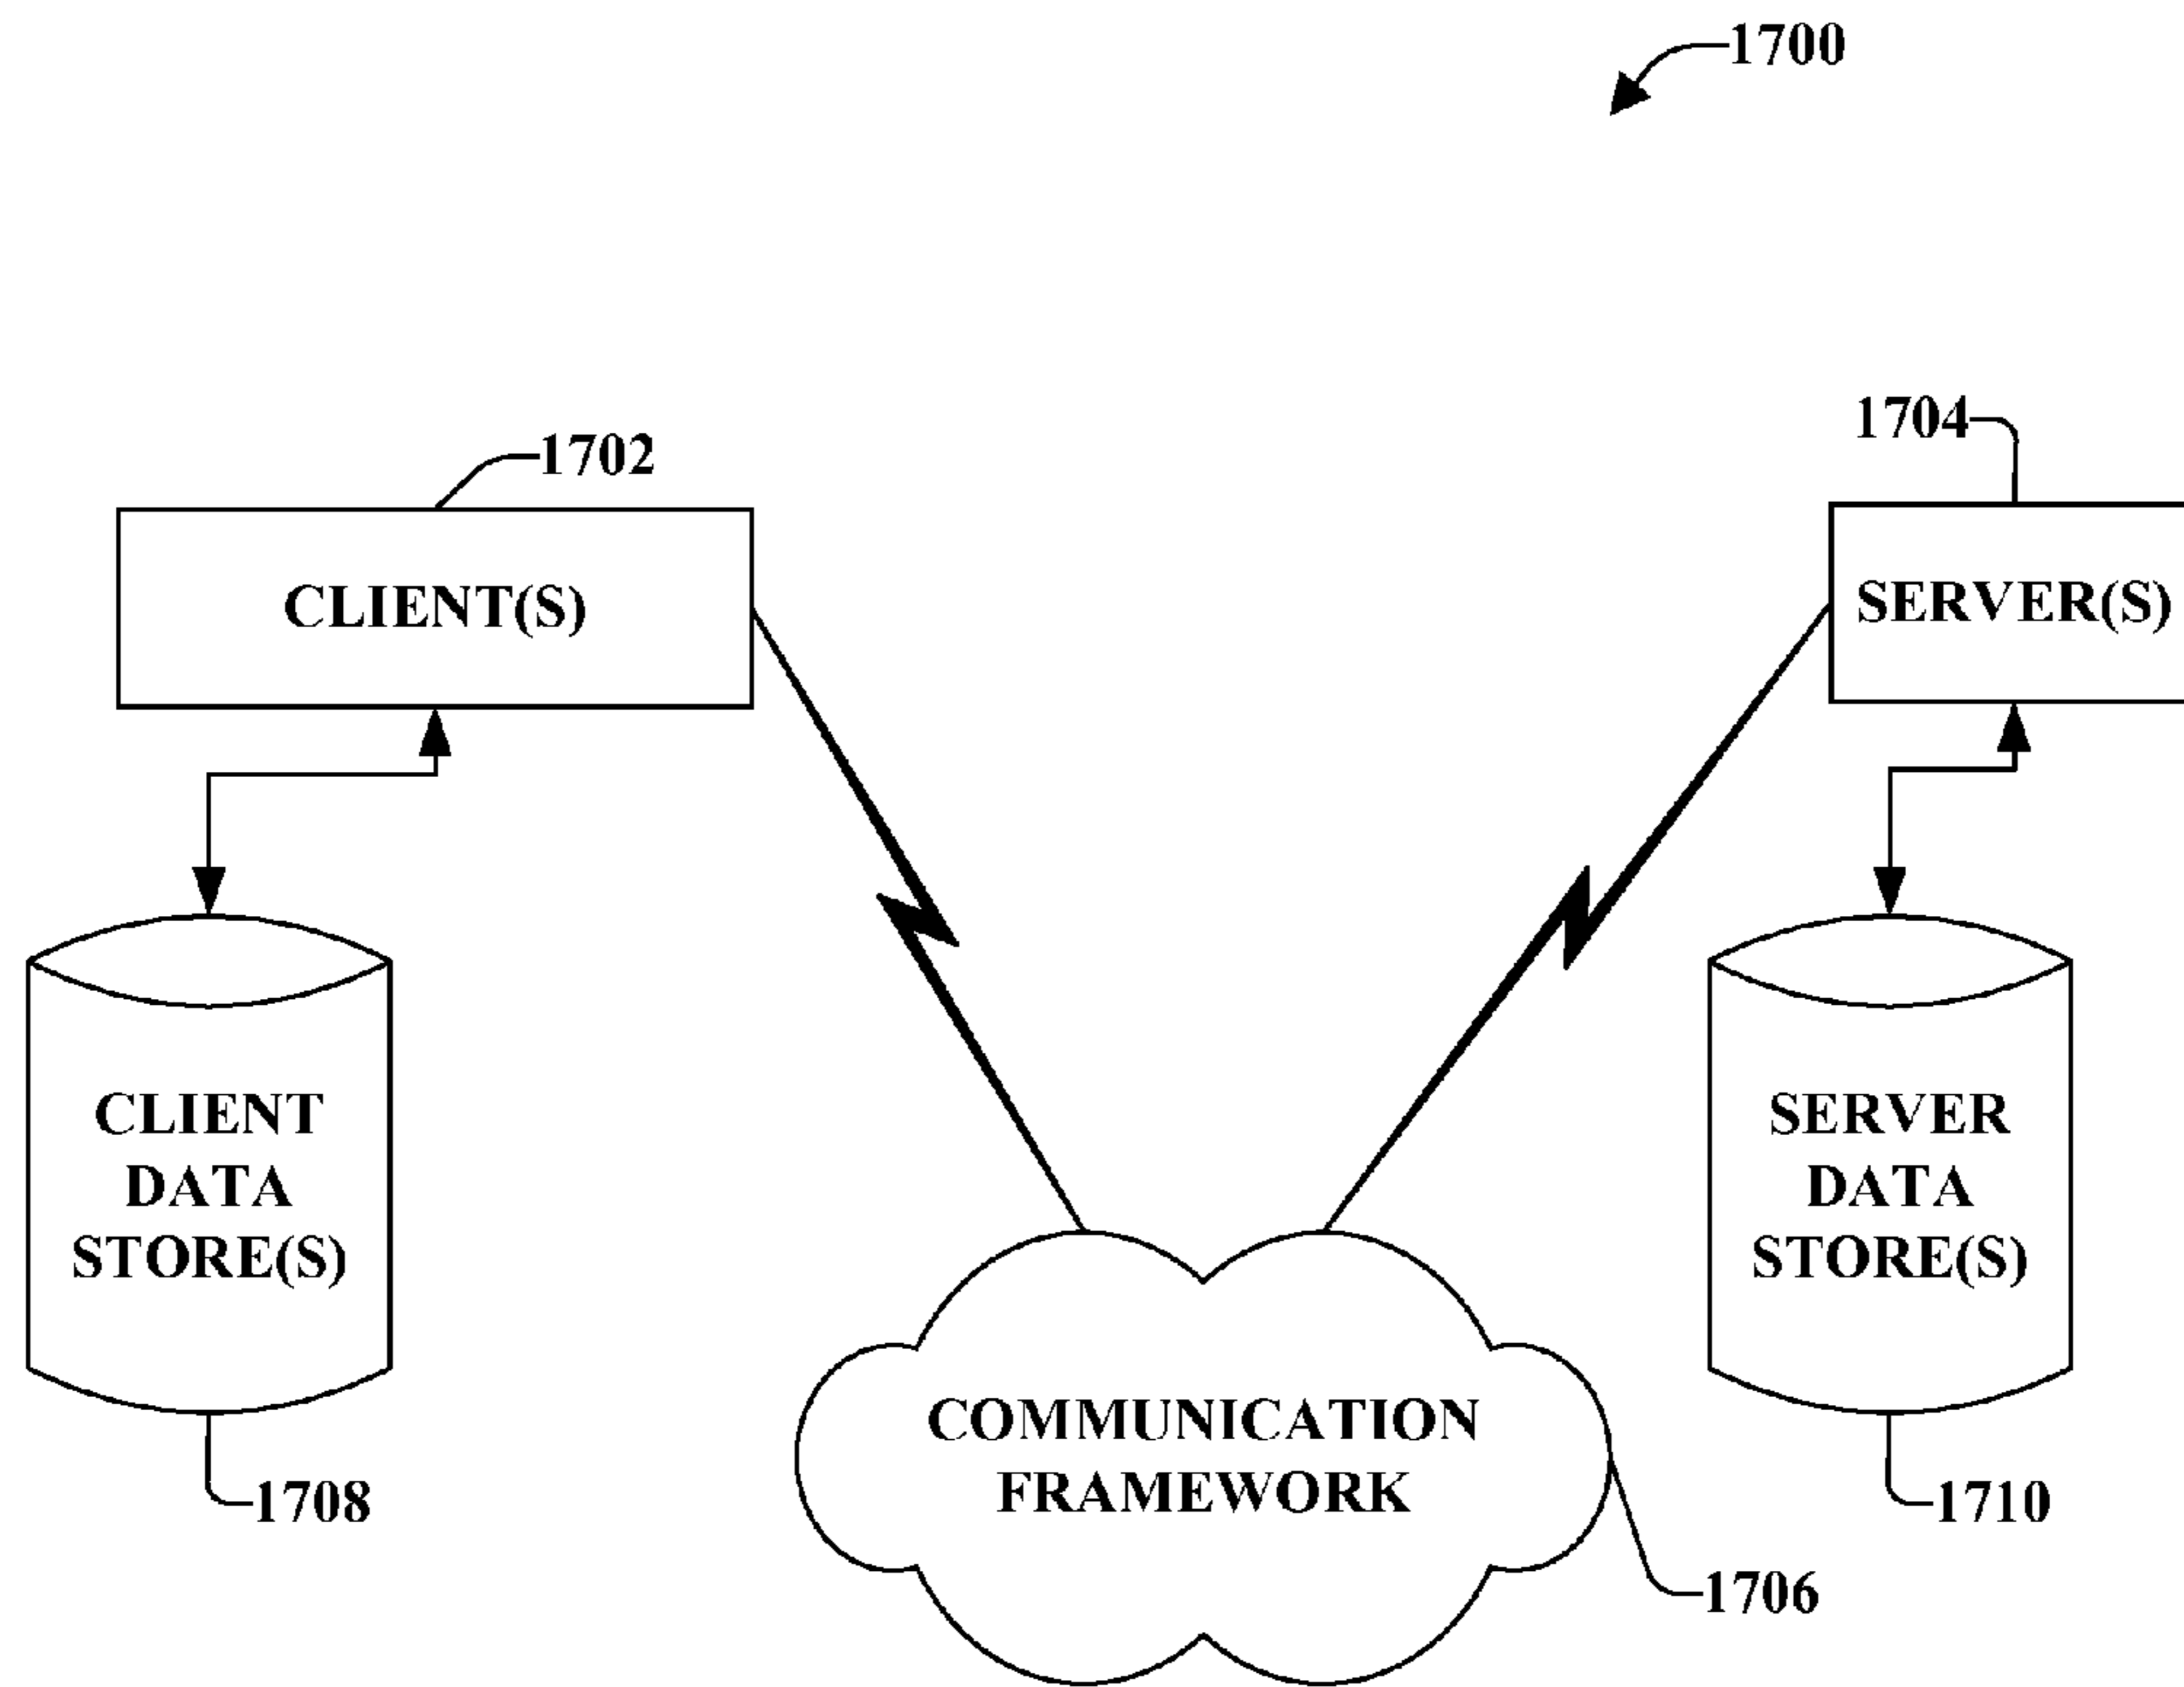 1700
1704
1702
CLIENT(S)
SERVER(S)
CLIENT
DATA
STORE(S)
SERVER
DATA
STORE(S)
COMMUNICATION
FRAMEWORK
1708
1710
1706